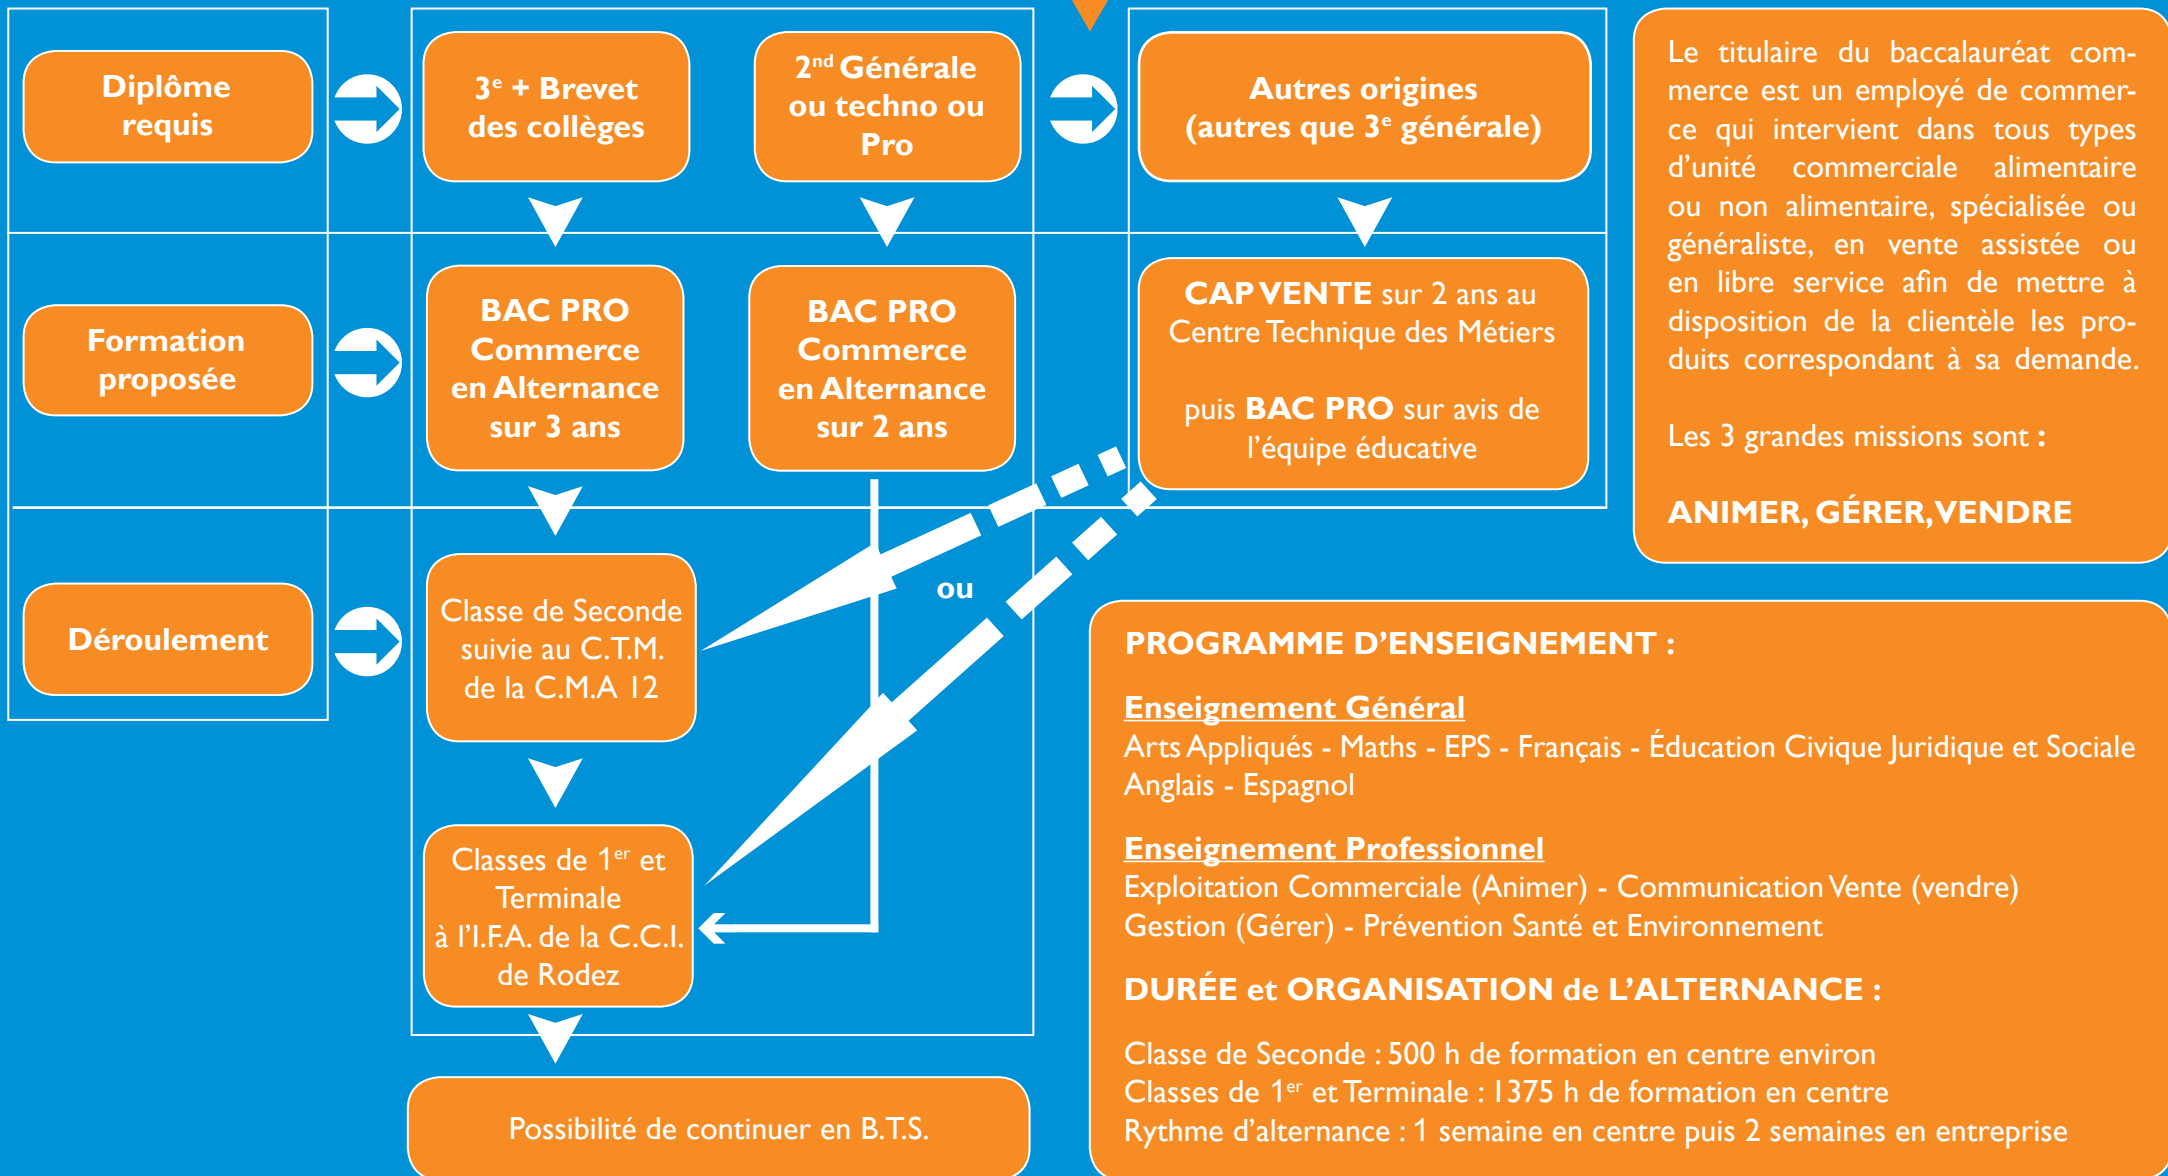 Diplôme
requis
3e + Brevet
des collèges
2nd Générale
ou techno ou
Pro
Autres origines
(autres que 3e générale)
Formation
proposée
BAC PRO
Commerce
en Alternance
sur 3 ans
BAC PRO
Commerce
en Alternance
sur 2 ans
CAP VENTE sur 2 ans au
Centre Technique des Métiers
puis BAC PRO sur avis de
l'équipe éducative
Déroulement
Classe de Seconde
suivie au C.T.M.
de la C.M.A 12
ou
Classes de 1er et
Terminale
à l'I.F.A. de la C.C.I.
de Rodez
Possibilité de continuer en B.T.S.
Le titulaire du baccalauréat com-
merce est un employé de commer-
ce qui intervient dans tous types
d'unité commerciale alimentaire
ou non alimentaire, spécialisée ou
généraliste, en vente assistée ou
en libre service afin de mettre à
disposition de la clientèle les pro-
duits correspondant à sa demande.
Les 3 grandes missions sont :
ANIMER, GÉRER, VENDRE
PROGRAMME D'ENSEIGNEMENT :
Enseignement Général
Arts Appliqués - Maths - EPS - Français - Éducation Civique Juridique et Sociale
Anglais - Espagnol
Enseignement Professionnel
Exploitation Commerciale (Animer) - Communication Vente (vendre)
Gestion (Gérer) - Prévention Santé et Environnement
DURÉE et ORGANISATION de L'ALTERNANCE :
Classe de Seconde : 500 h de formation en centre environ
Classes de 1er et Terminale : 1375 h de formation en centre
Rythme d'alternance : 1 semaine en centre puis 2 semaines en entreprise